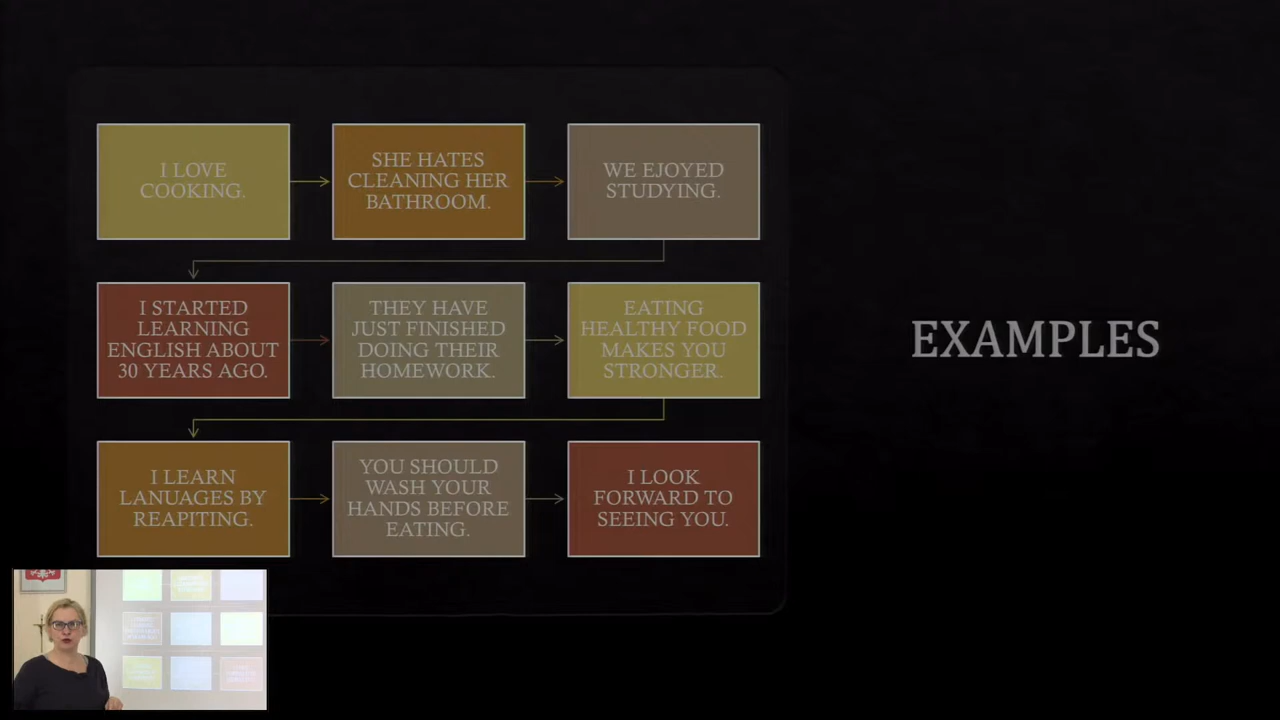 I LOVE
COOKING.
SHE HATES
CLEANING HER
BATHROOM.
WE EJOYED
STUDYING.
I STARTED
LEARNING
ENGLISH ABOUT
30 YEARS AGO.
THEY HAVE
JUST FINISHED
DOING THEIR
HOMEWORK.
EATING
HEALTHY FOOD
MAKES YOU
STRONGER.
I LEARN
LANUAGES BY
REAPITING.
YOU SHOULD
WASH YOUR
HANDS BEFORE
EATING.
I LOOK
FORWARD TO
SEEING YOU.
EXAMPLES